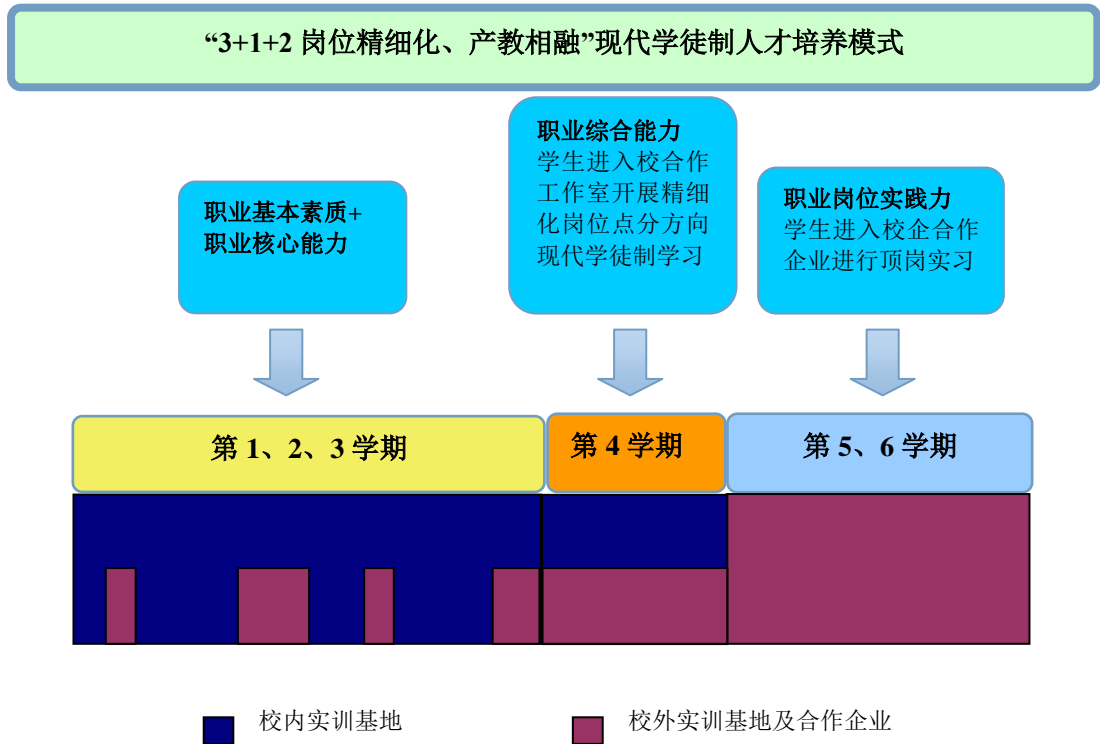 “3+1+2 岗位精细化、产教相融”现代学徒制人才培养模式
职业基本素质+
职业核心能力
职业综合能力
学生进入校合作
工作室开展精细
化岗位点分方向
现代学徒制学习
职业岗位实践力
学生进入校企合作
企业进行顶岗实习
第 1、2、3 学期
第 4 学期
第 5、6 学期
校内实训基地
校外实训基地及合作企业